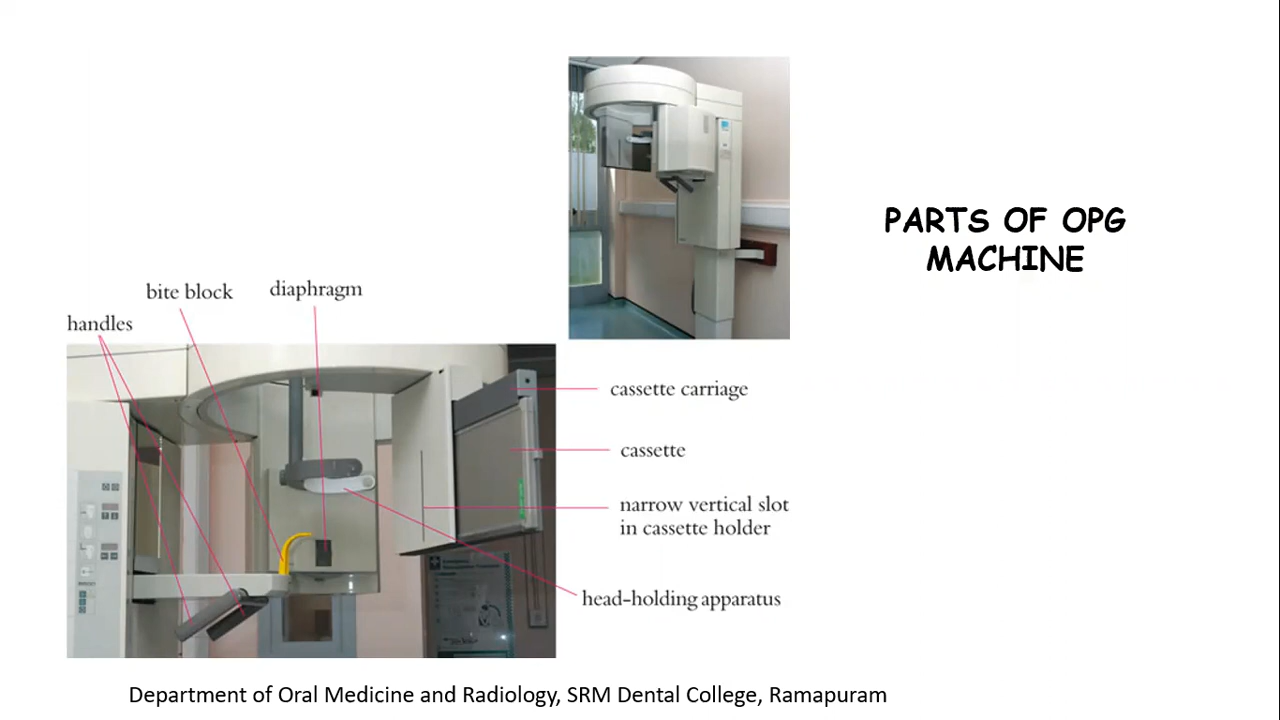 PARTS OF OPG
MACHINE
bite block
diaphragm
handles
cassette carriage
cassette
narrow vertical slot
in cassette holder
head-holding apparatus
Department of Oral Medicine and Radiology, SRM Dental College, Ramapuram